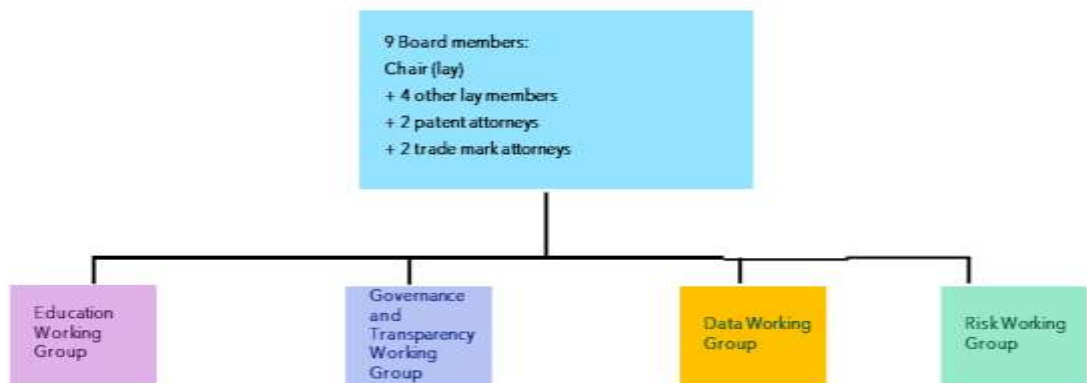 9 Board members:
Chair (lay)
+ 4 other lay members
+ 2 patent attorneys
+ 2 trade mark attorneys
Education
Working
Group
Governance
and
Transparency
Working
Group
Data Working
Group
Risk Working
Group